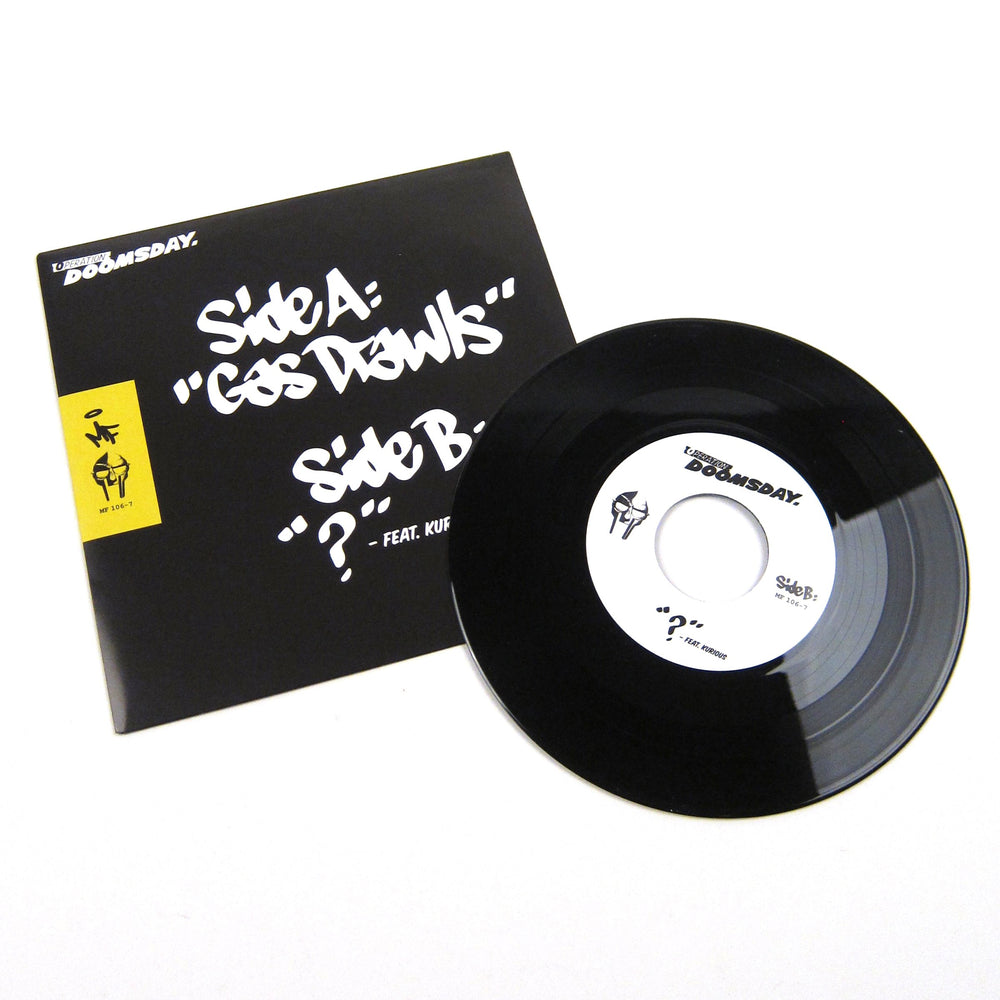 OPERATION:
DOOMSDAY.
Side A:
"Gas Drawls"
Side B:
"?" - FEAT. KUR
MF
MF 106-7
OPERATION:
DOOMSDAY.
Side B:
MF 106-7
"?"
- FEAT. KURIOUS